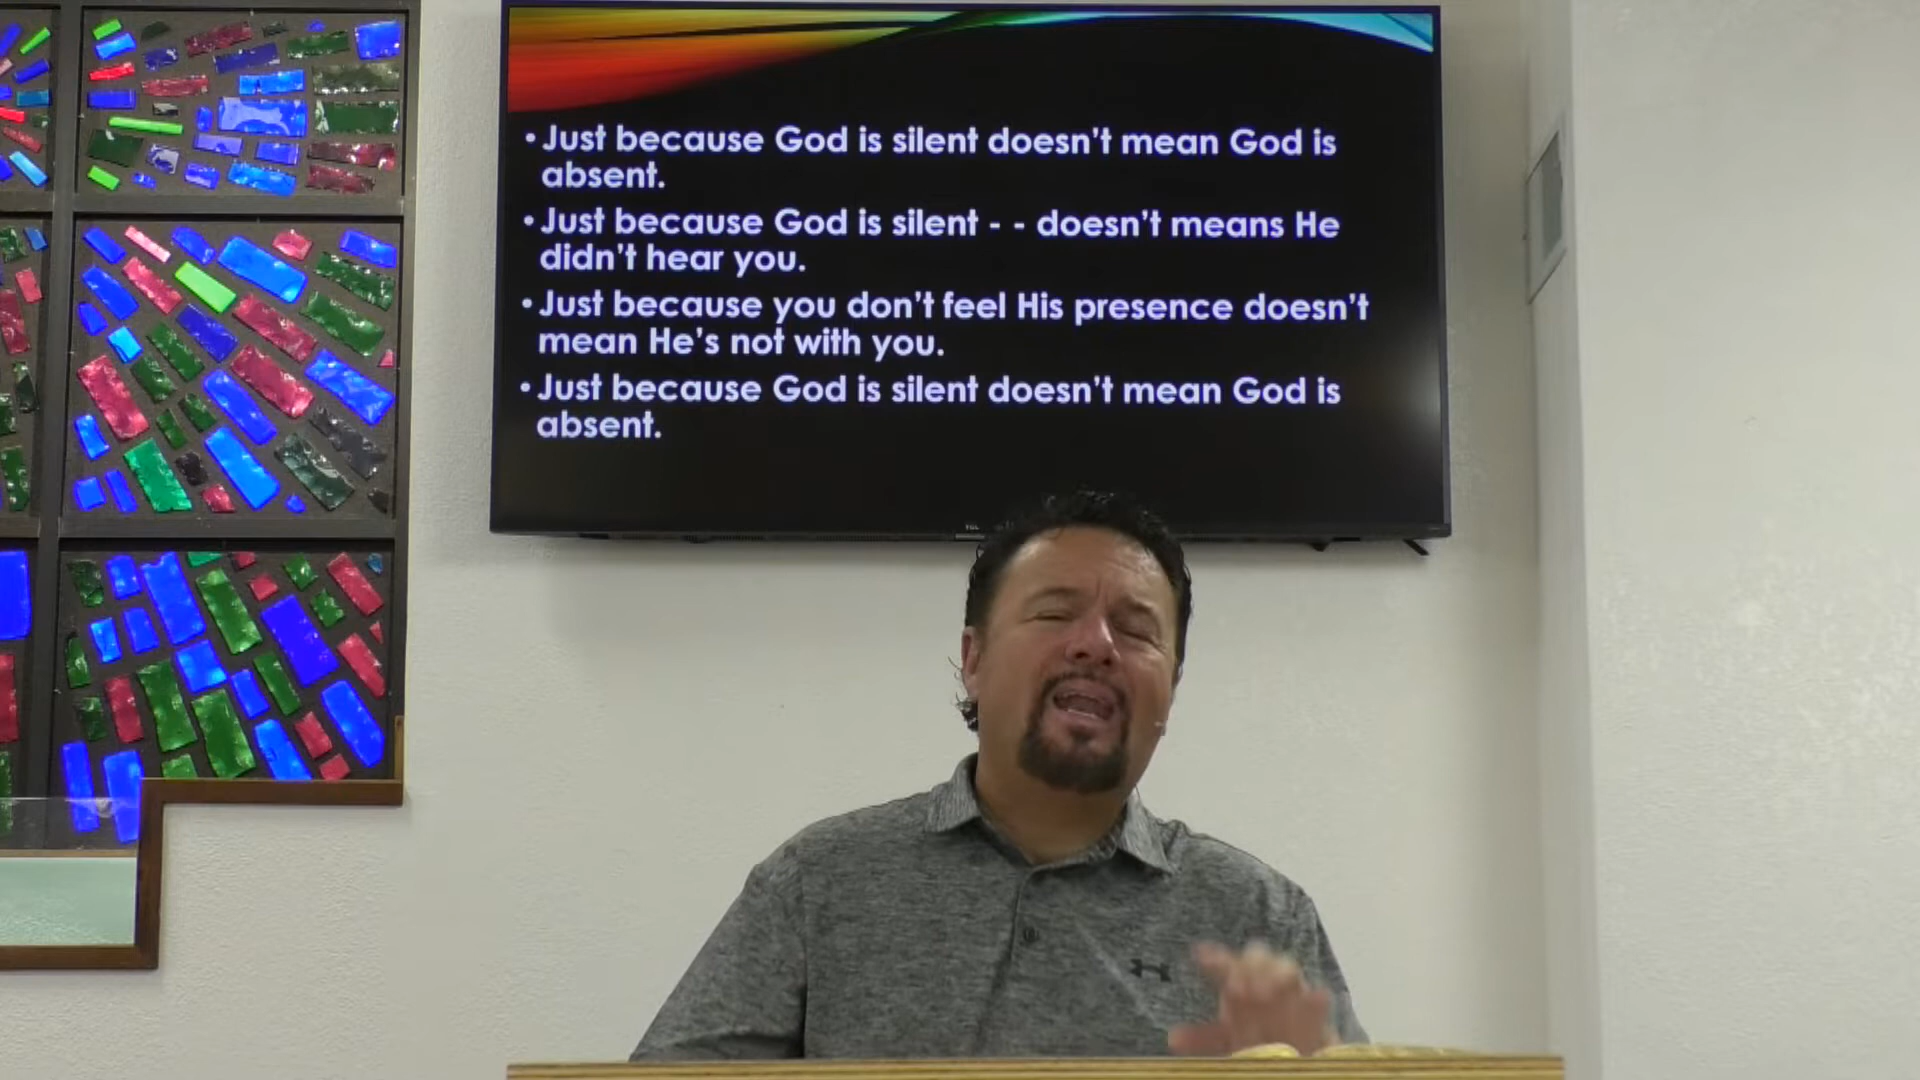 • Just because God is silent doesn't mean God is
absent.
• Just because God is silent - - doesn't means He
didn't hear you.
• Just because you don't feel His presence doesn't
mean He's not with you.
• Just because God is silent doesn't mean God is
absent.
TCL